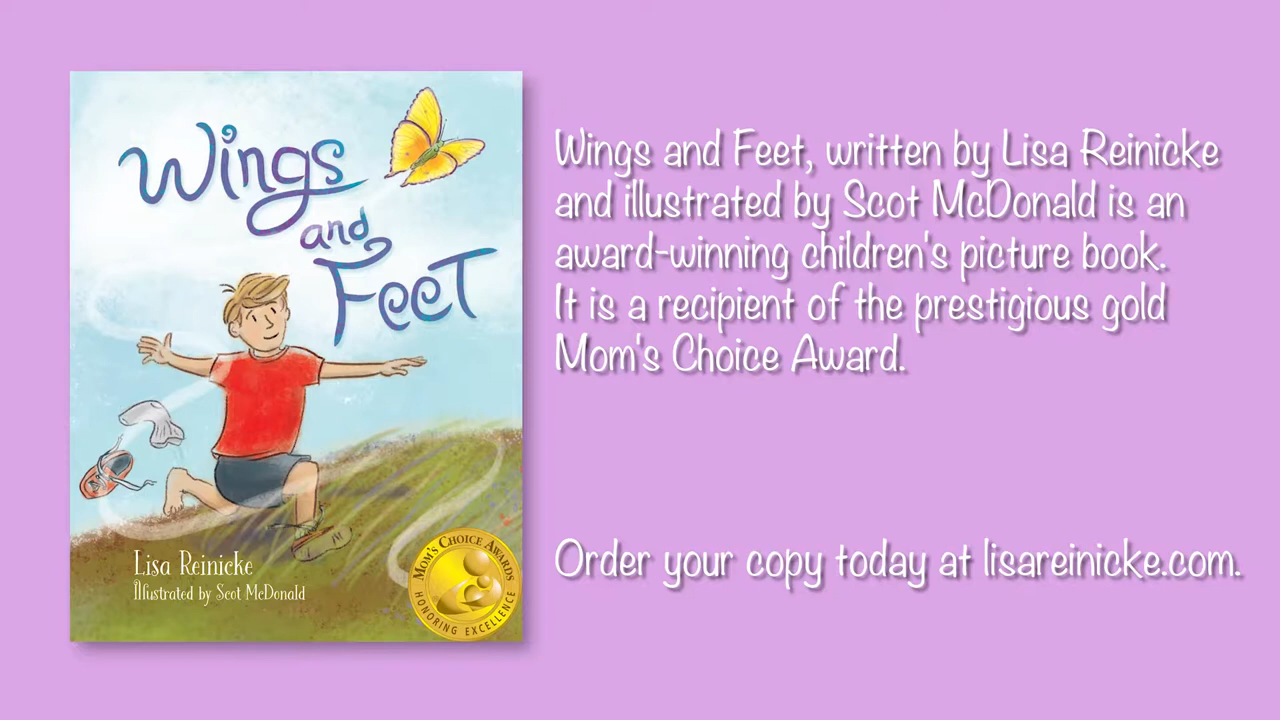 Wings
and
Feet
Lisa Reinicke
Illustrated by Scot McDonald
MOM'S CHOICE AWARDS
HONORING EXCELLENCE
Wings and Feet, written by Lisa Reinicke
and illustrated by Scot McDonald is an
award-winning children's picture book.
It is a recipient of the prestigious gold
Mom's Choice Award.
Order your copy today at lisareinicke.com.